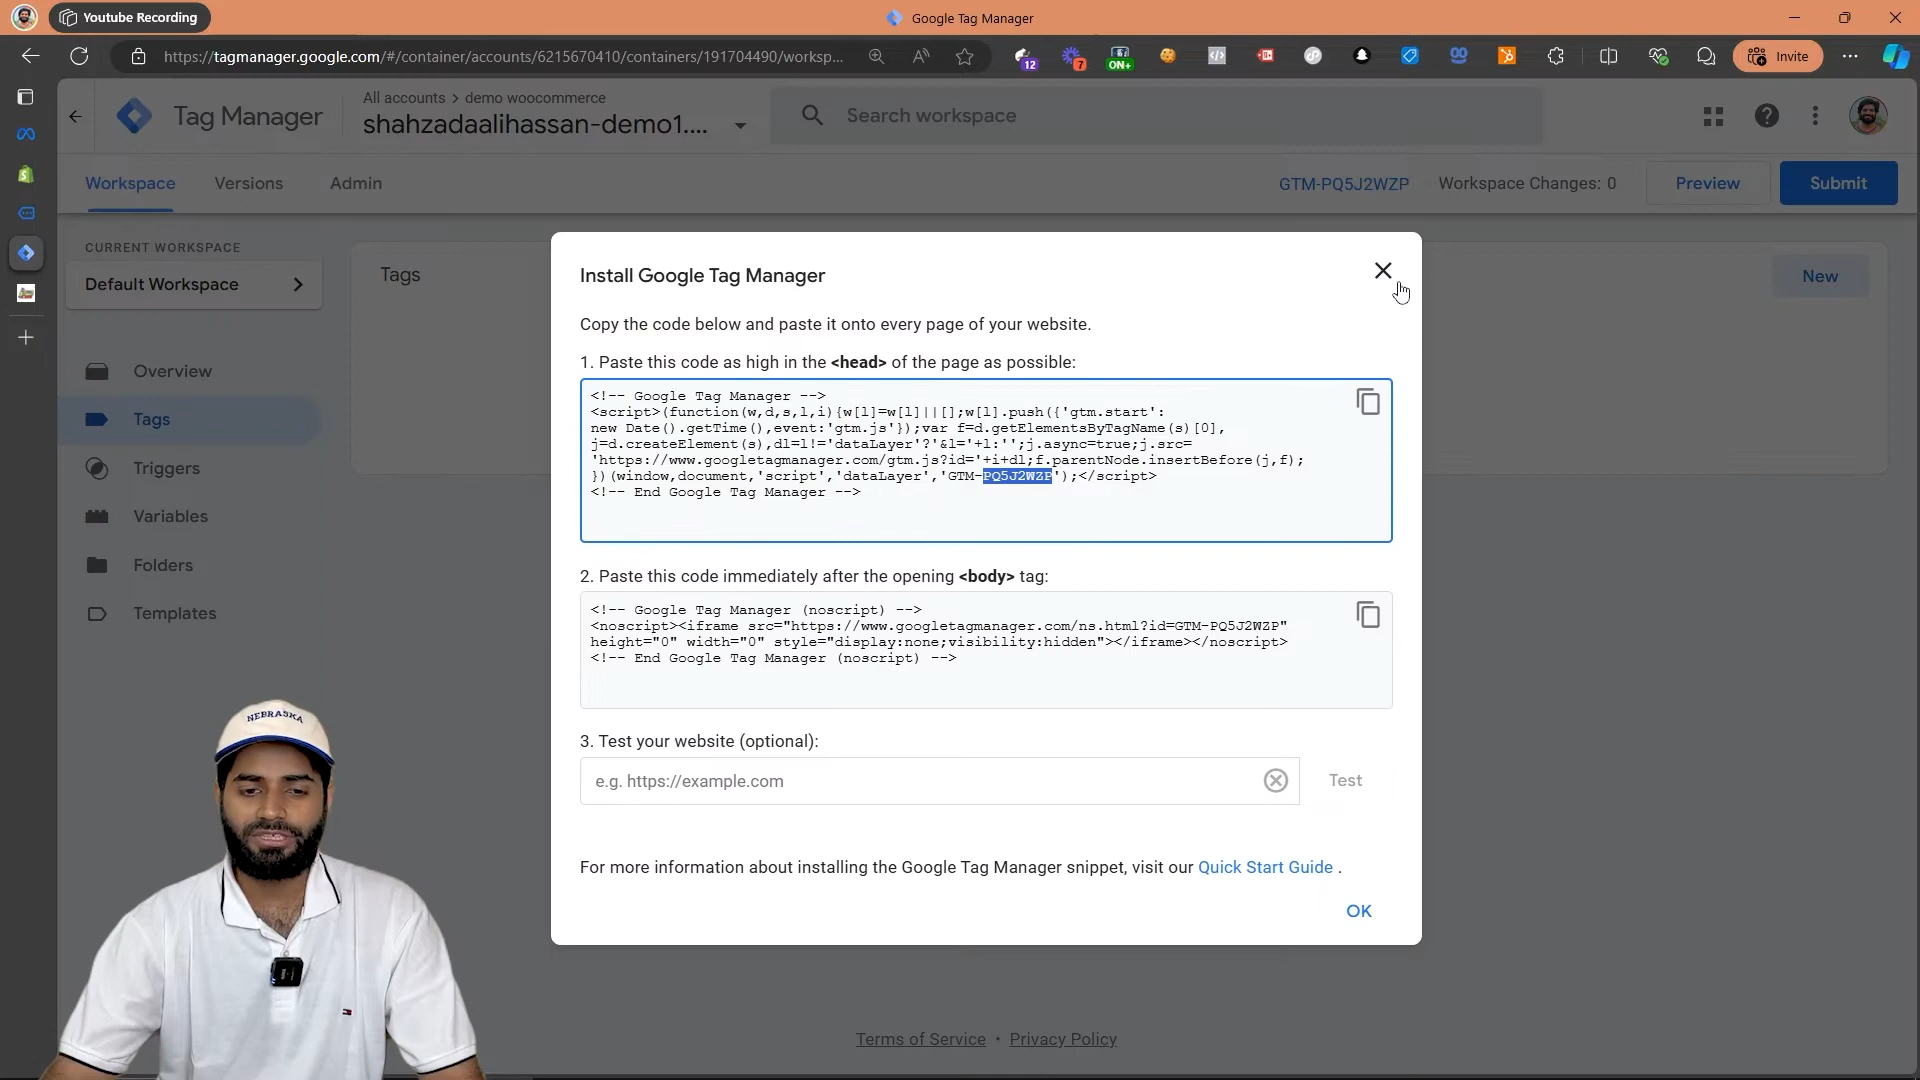 Youtube Recording
Google Tag Manager
https://tagmanager.google.com/#/container/accounts/6215670410/containers/191704490/worksp...
12
7
ON+
Invite
Tag Manager
All accounts > demo woocommerce
shahzadaalihassan-demo1....
Search workspace
Workspace
Versions
Admin
GTM-PQ5J2WZP
Workspace Changes: 0
Preview
Submit
CURRENT WORKSPACE
Default Workspace
Overview
Tags
Triggers
Variables
Folders
Templates
Tags
New
Install Google Tag Manager
Copy the code below and paste it onto every page of your website.
1. Paste this code as high in the <head> of the page as possible:
<!-- Google Tag Manager -->
<script>(function(w,d,s,l,i){w[l]=w[l]||[];w[l].push({'gtm.start':
new Date().getTime(),event:'gtm.js'});var f=d.getElementsByTagName(s)[0],
j=d.createElement(s),dl=l!='dataLayer'?'&l='+l:'';j.async=true;j.src=
'https://www.googletagmanager.com/gtm.js?id='+i+dl;f.parentNode.insertBefore(j,f);
})(window,document,'script','dataLayer','GTM-PQ5J2WZP');</script>
<!-- End Google Tag Manager -->
2. Paste this code immediately after the opening <body> tag:
<!-- Google Tag Manager (noscript) -->
<noscript><iframe src="https://www.googletagmanager.com/ns.html?id=GTM-PQ5J2WZP"
height="0" width="0" style="display:none;visibility:hidden"></iframe></noscript>
<!-- End Google Tag Manager (noscript) -->
3. Test your website (optional):
e.g. https://example.com
Test
For more information about installing the Google Tag Manager snippet, visit our Quick Start Guide .
OK
Terms of Service • Privacy Policy
NEBRASKA